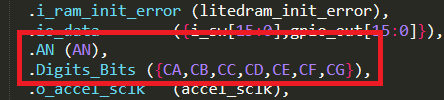 .i_ram_init_error (litedram_init_error),
.io_data ({i_sw[15:0],gpio_out[15:0]}),
.AN (AN),
.Digits_Bits ({CA,CB,CC,CD,CE,CF,CG}),
.o_accel_sclk (accel_sclk),